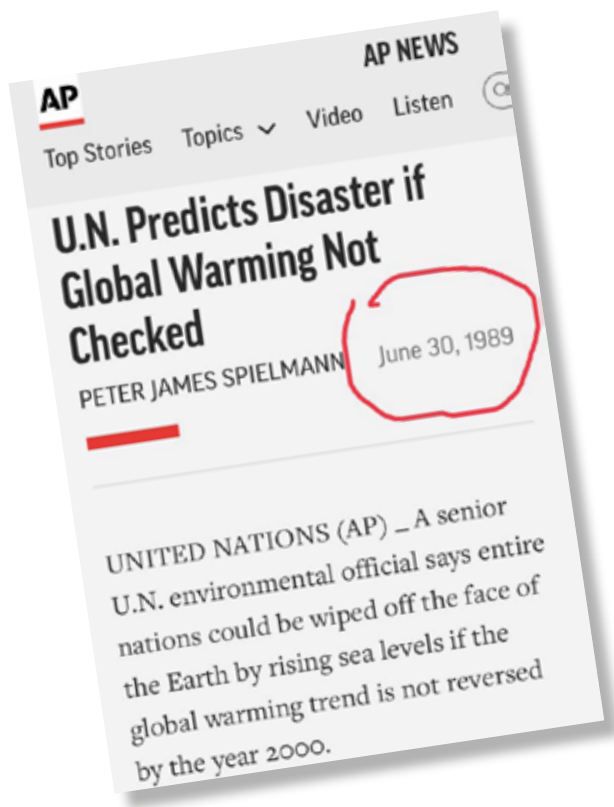 AP NEWS
AP
Top Stories Topics Video Listen
U.N. Predicts Disaster if
Global Warming Not
Checked
PETER JAMES SPIELMANN June 30, 1989
UNITED NATIONS (AP) _ A senior
U.N. environmental official says entire
nations could be wiped off the face of
the Earth by rising sea levels if the
global warming trend is not reversed
by the year 2000.